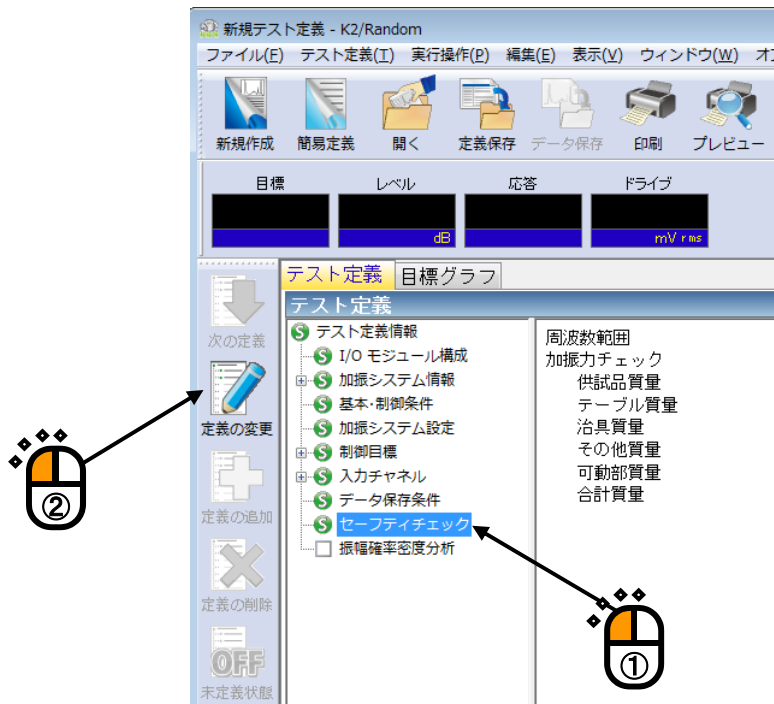 新規テスト定義 - K2/Random
ファイル(F) テスト定義(T) 実行操作(P) 編集(E) 表示(V) ウィンドウ(W)
新規作成 簡易定義 開く 定義保存 データ保存 印刷 プレビュー
目標 レベル 応答 ドライブ
dB mV rms
テスト定義 目標グラフ
テスト定義
次の定義
定義の変更
定義の追加
定義の削除
OFF
未定義状態
テスト定義情報
I/O モジュール構成
加振システム情報
基本・制御条件
加振システム設定
制御目標
入力チャネル
データ保存条件
セーフティチェック
振幅確率密度分析
周波数範囲
加振力チェック
供試品質量
テーブル質量
治具質量
その他質量
可動部質量
合計質量
②
①